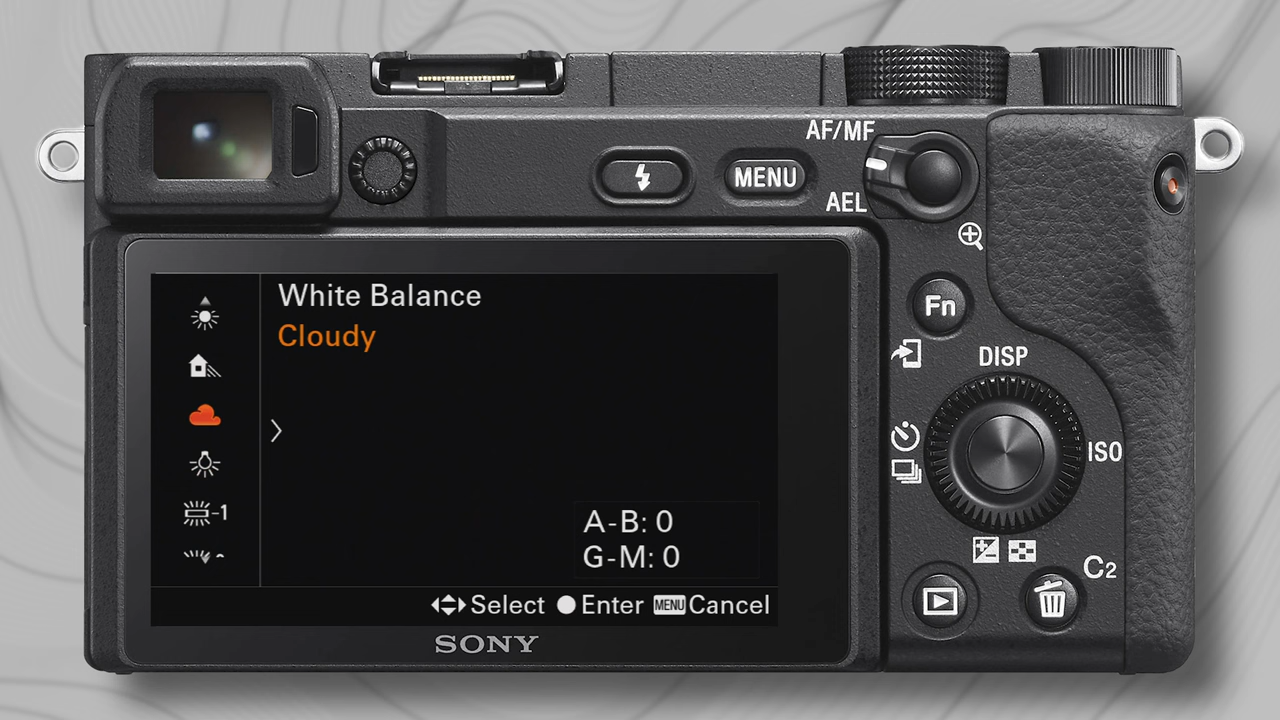 AF/MF
MENU
AEL
Fn
DISP
ISO
C2
White Balance
Cloudy
-1
A-B: 0
G-M: 0
Select Enter MENU Cancel
SONY